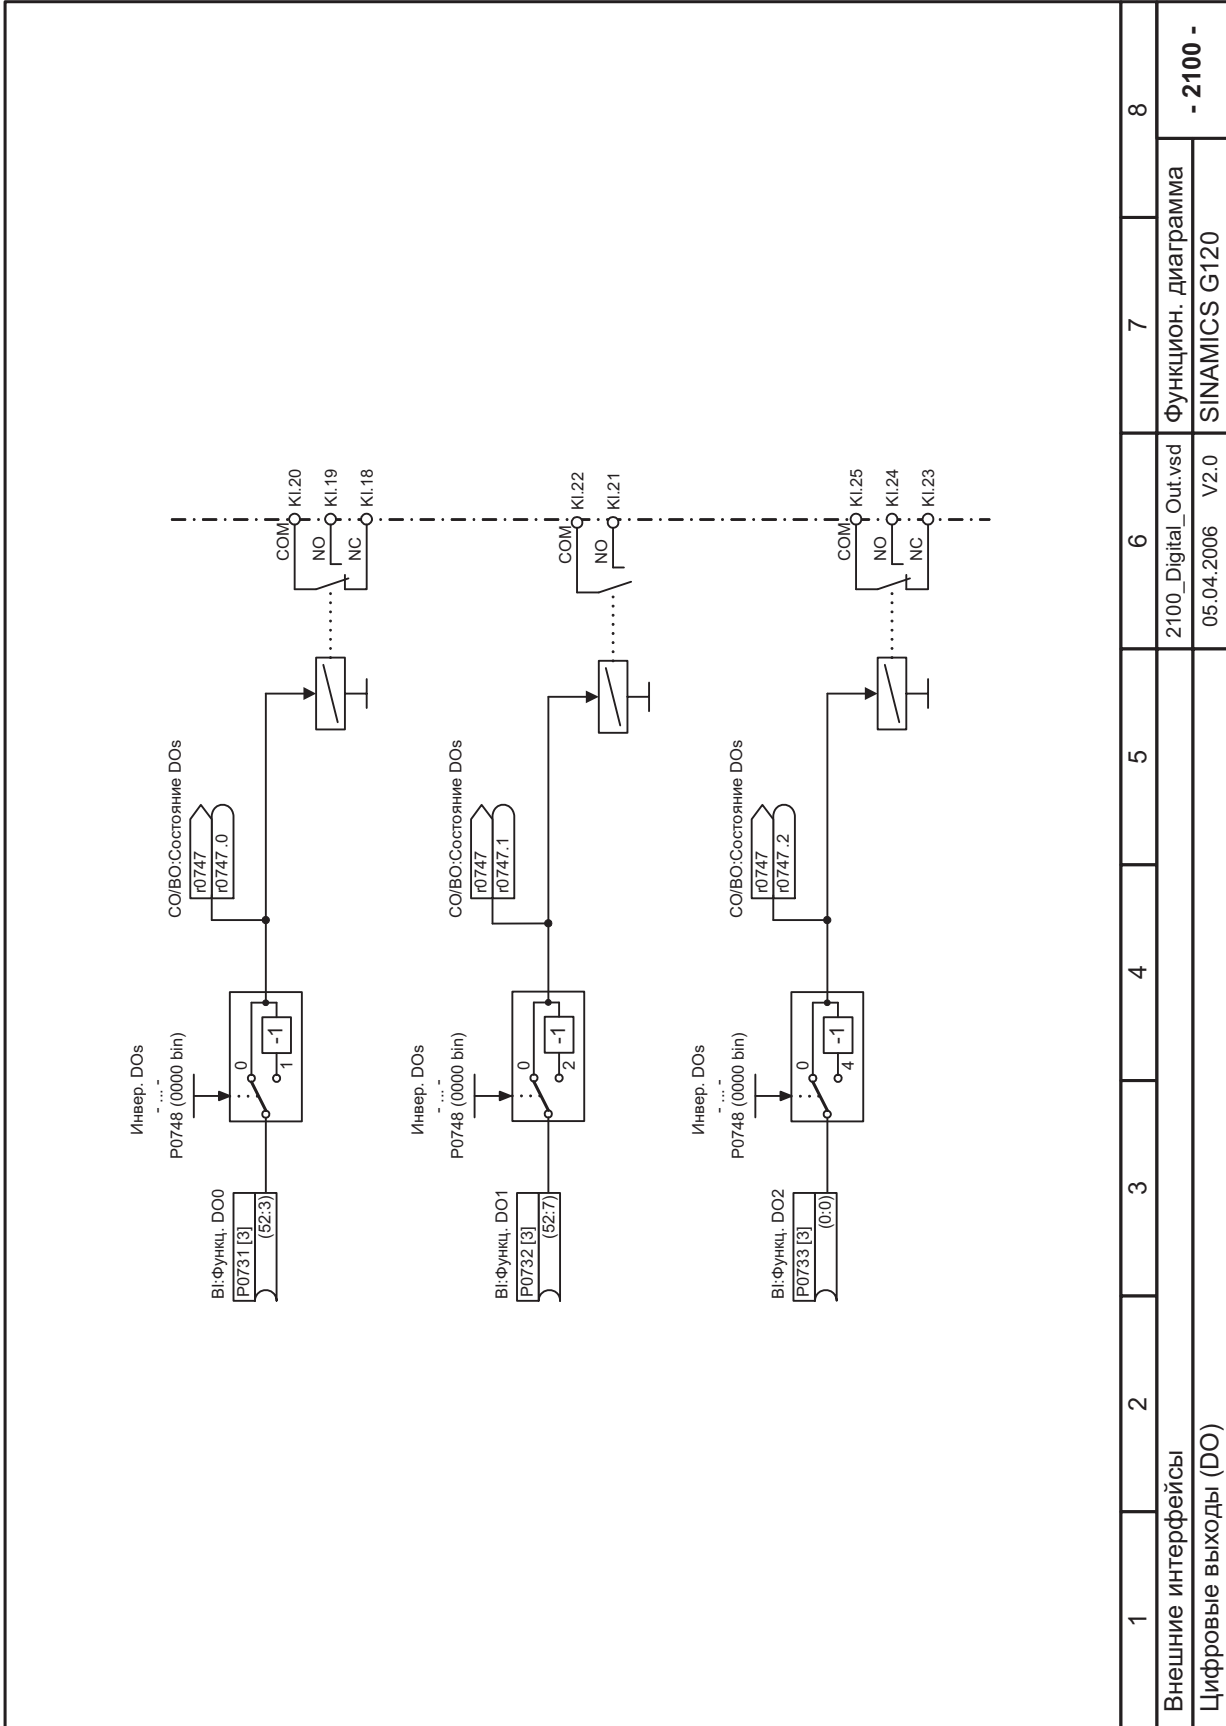 BI:Функц. DO0
P0731 [3]
(52:3)
Инвер. DOs
" ... "
P0748 (0000 bin)
0
1
-1
CO/BO:Состояние DOs
r0747
r0747.0
COM
Kl.20
NO
Kl.19
NC
Kl.18
BI:Функц. DO1
P0732 [3]
(52:7)
Инвер. DOs
" ... "
P0748 (0000 bin)
0
2
-1
CO/BO:Состояние DOs
r0747
r0747.1
COM
Kl.22
NO
Kl.21
BI:Функц. DO2
P0733 [3]
(0:0)
Инвер. DOs
" ... "
P0748 (0000 bin)
0
4
-1
CO/BO:Состояние DOs
r0747
r0747.2
COM
Kl.25
NO
Kl.24
NC
Kl.23
1 2 3 4 5 6 7 8
Внешние интерфейсы 2100_Digital_Out.vsd Функцион. диаграмма - 2100 -
Цифровые выходы (DO) 05.04.2006 V2.0 SINAMICS G120